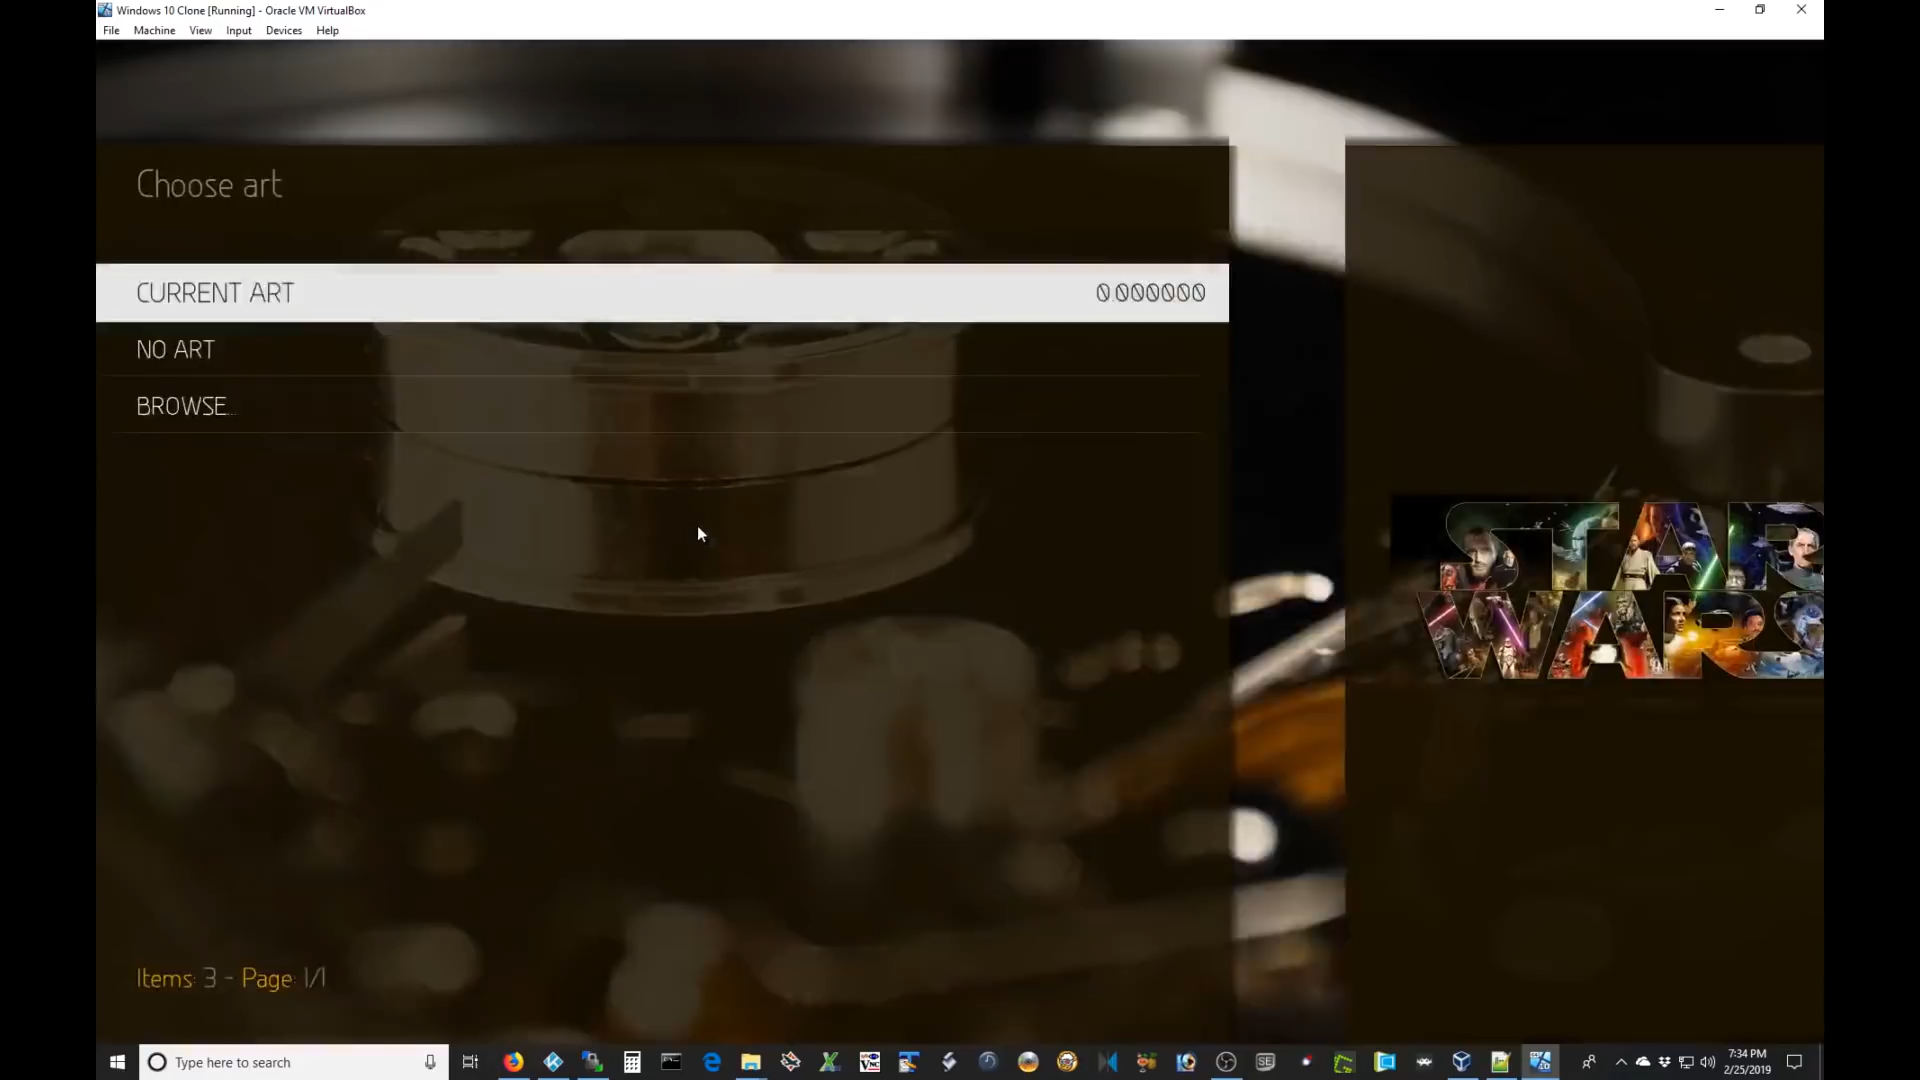 Windows 10 Clone [Running] - Oracle VM VirtualBox
File Machine View Input Devices Help
Choose art
CURRENT ART 0.000000
NO ART
BROWSE...
STAR
WARS
Items: 3 - Page: 1/1
Type here to search
SE
7:34 PM
2/25/2019